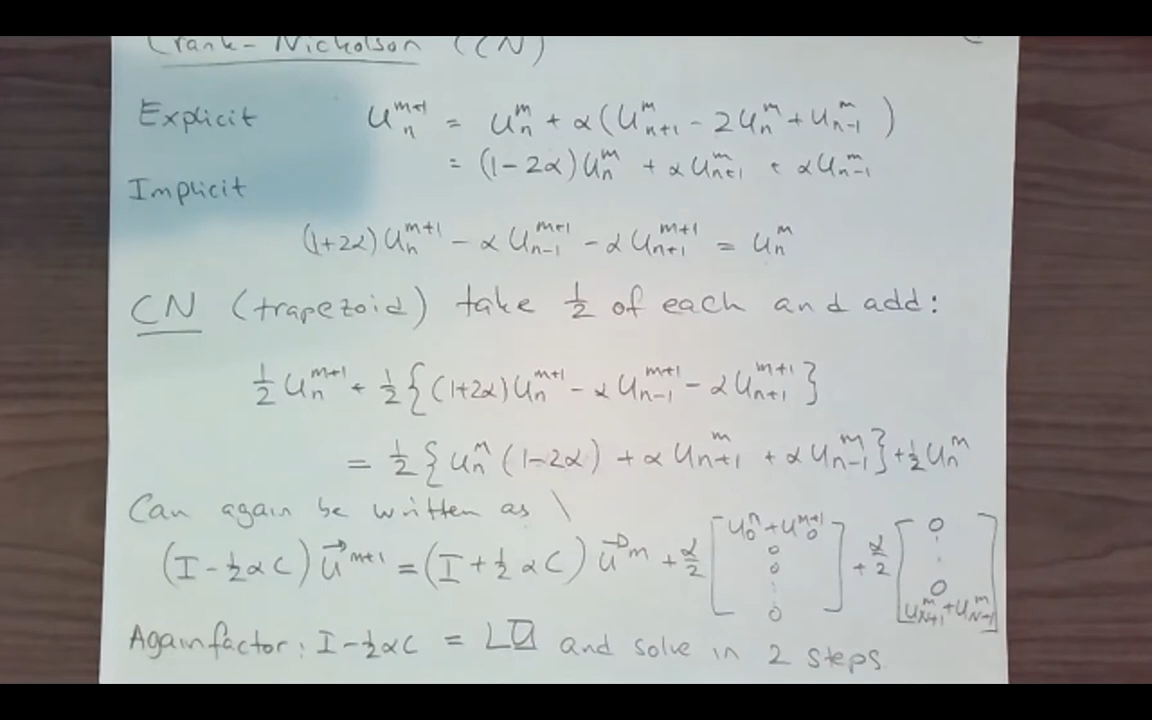 Crank-Nickolson (CN)
Explicit u_n^{m+1} = u_n^m + α(u_{n+1}^m - 2u_n^m + u_{n-1}^m)
= (1-2α)u_n^m + αu_{n+1}^m + αu_{n-1}^m
Implicit
(1+2α)u_n^{m+1} - αu_{n-1}^{m+1} - αu_{n+1}^{m+1} = u_n^m
CN (trapezoid) take ½ of each and add:
½u_n^{m+1} + ½{(1+2α)u_n^{m+1} - αu_{n-1}^{m+1} - αu_{n+1}^{m+1}}
= ½{u_n^m(1-2α) + αu_{n+1}^m + αu_{n-1}^m} + ½u_n^m
Can again be written as \
(I-½αC)u⃗^{m+1} = (I+½αC)u⃗^m + α/2 [u_0^n+u_0^{m+1} 0 0 ⋮ 0] + α/2 [0 ⋮ 0 u_{N+1}^m+u_{N-1}^m]
Again factor: I-½αC = LU and solve in 2 steps